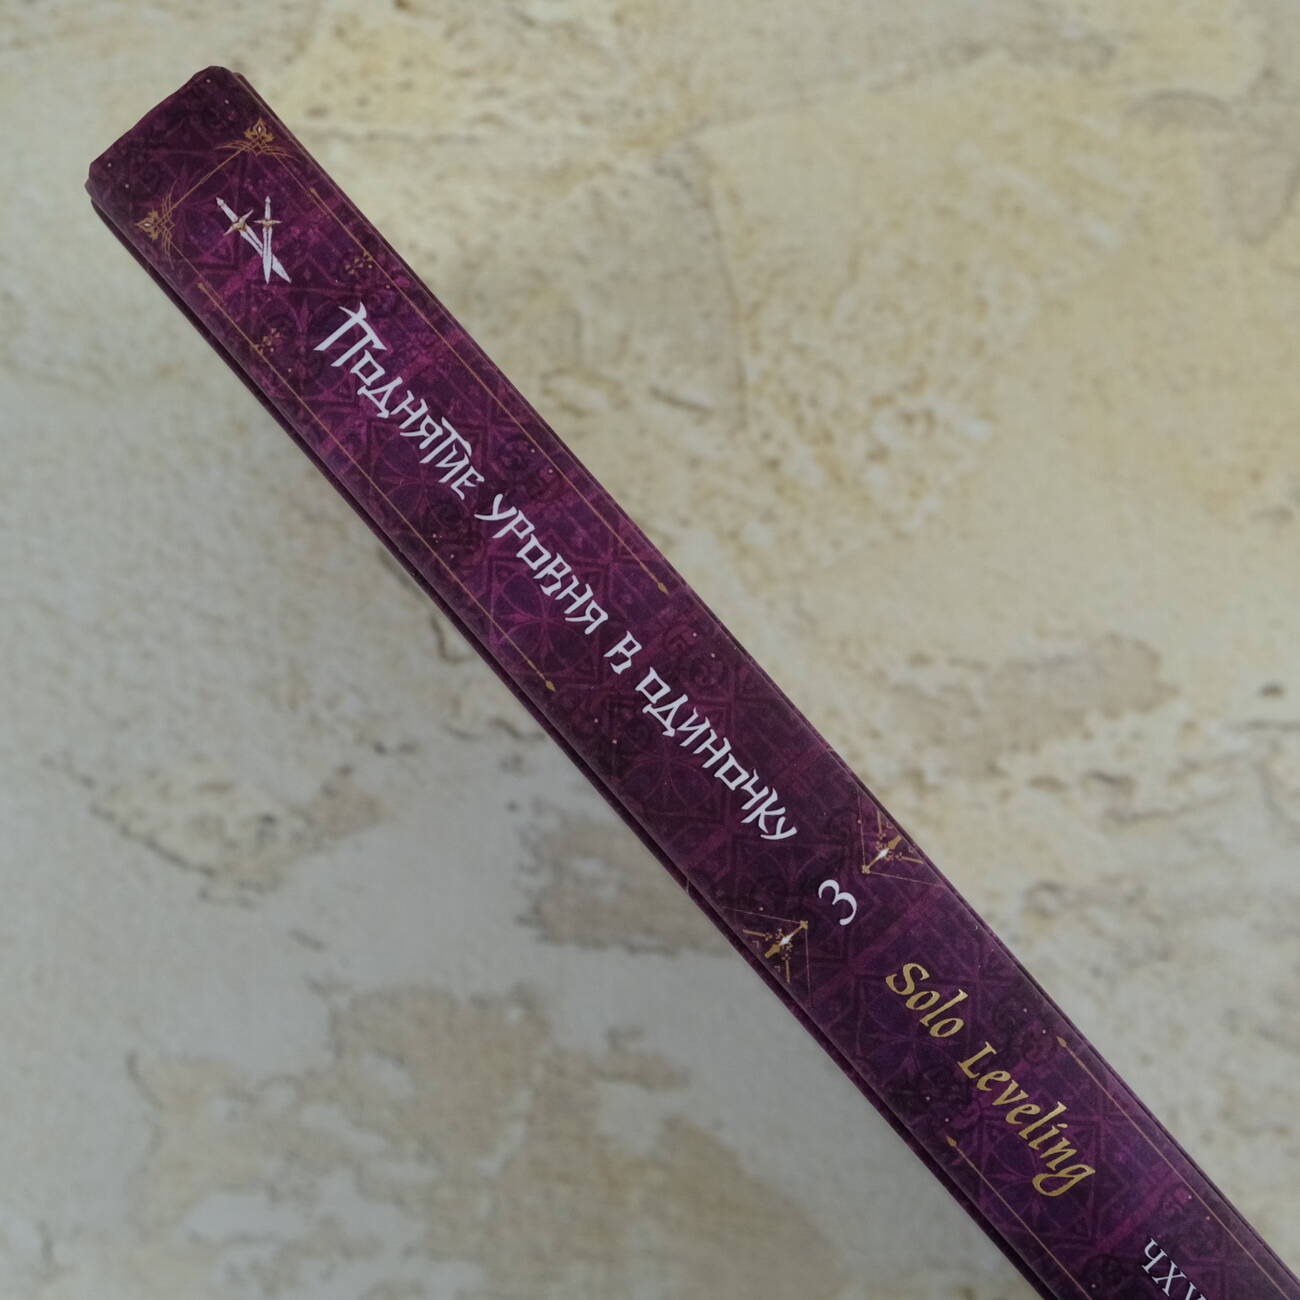 Поднятие уровня в одиночку
3
Solo Leveling